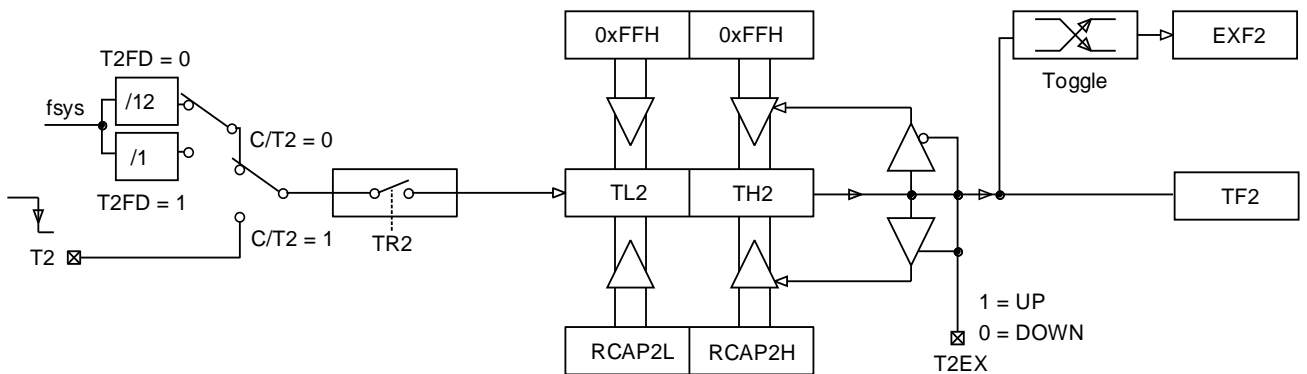 0xFFH 0xFFH EXF2
T2FD = 0
Toggle
fsys
/12
C/T2 = 0
/1
TL2 TH2 TF2
T2FD = 1
C/T2 = 1
TR2
T2
1 = UP
0 = DOWN
RCAP2L RCAP2H
T2EX